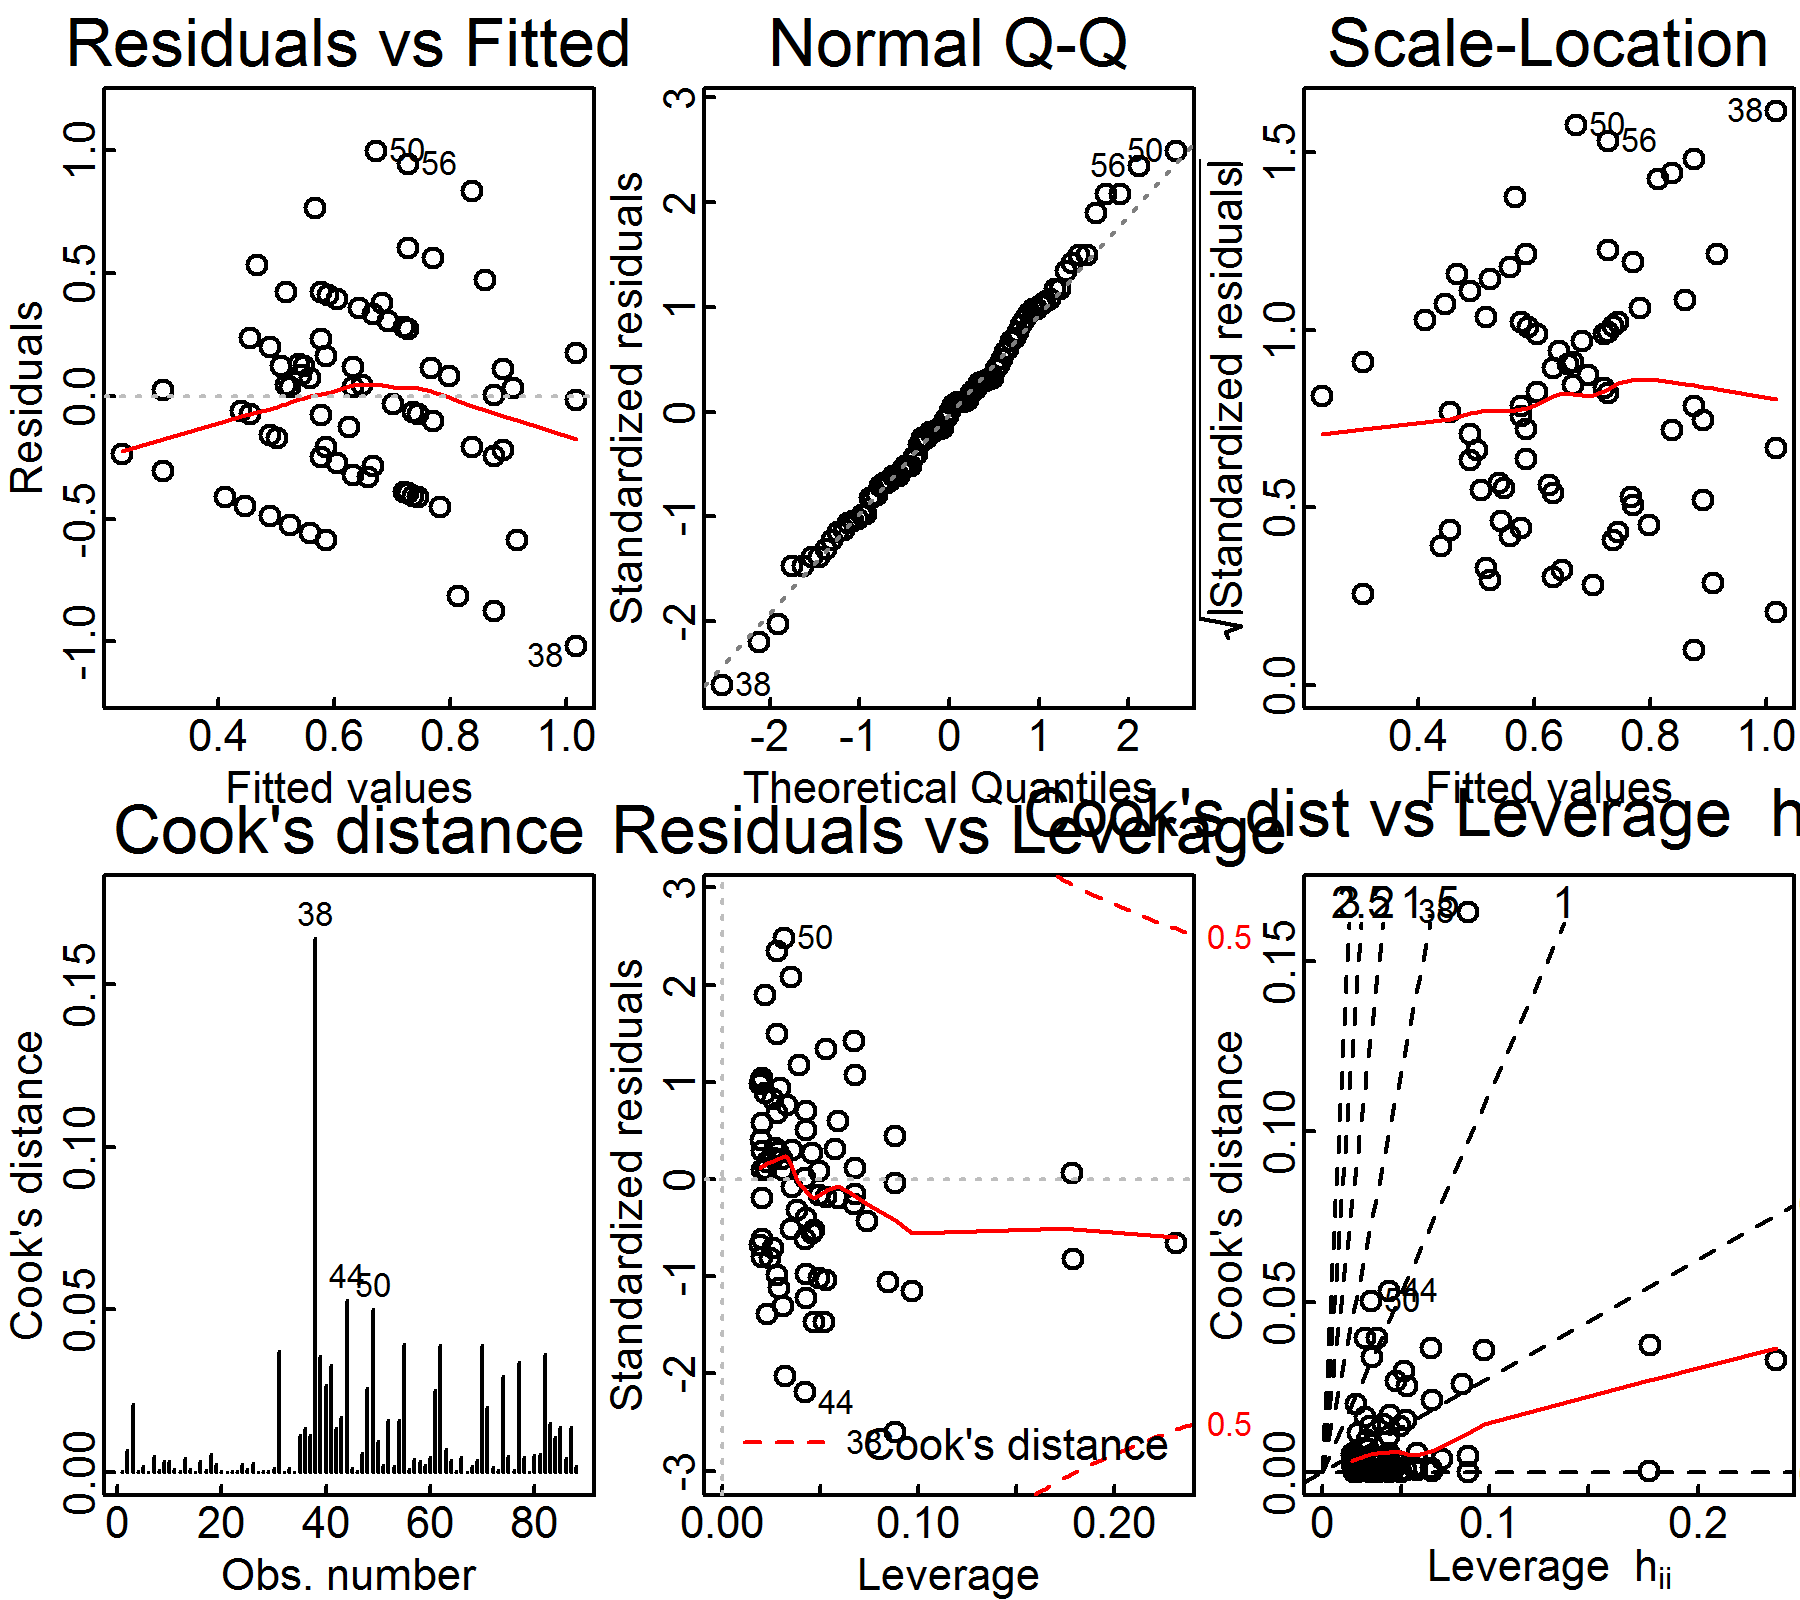 Residuals vs Fitted
Residuals
1.0
0.5
0.0
-0.5
-1.0
50
56
38
0.4 0.6 0.8 1.0
Fitted values
Normal Q-Q
Standardized residuals
3
2
1
0
-1
-2
56
50
38
-2 -1 0 1 2
Theoretical Quantiles
Scale-Location
√|Standardized residuals|
1.5
1.0
0.5
0.0
50
56
38
0.4 0.6 0.8 1.0
Fitted values
Cook's distance
Cook's distance
0.15
0.10
0.05
0.00
38
44
50
0 20 40 60 80
Obs. number
Residuals vs Leverage
Standardized residuals
3
2
1
0
-1
-2
-3
50
44
38
0.5
0.5
Cook's distance
0.00 0.10 0.20
Leverage
Cook's dist vs Leverage h
Cook's distance
0.15
0.10
0.05
0.00
2.5 2 1.5 1
38
44
50
0 0.1 0.2
Leverage hii